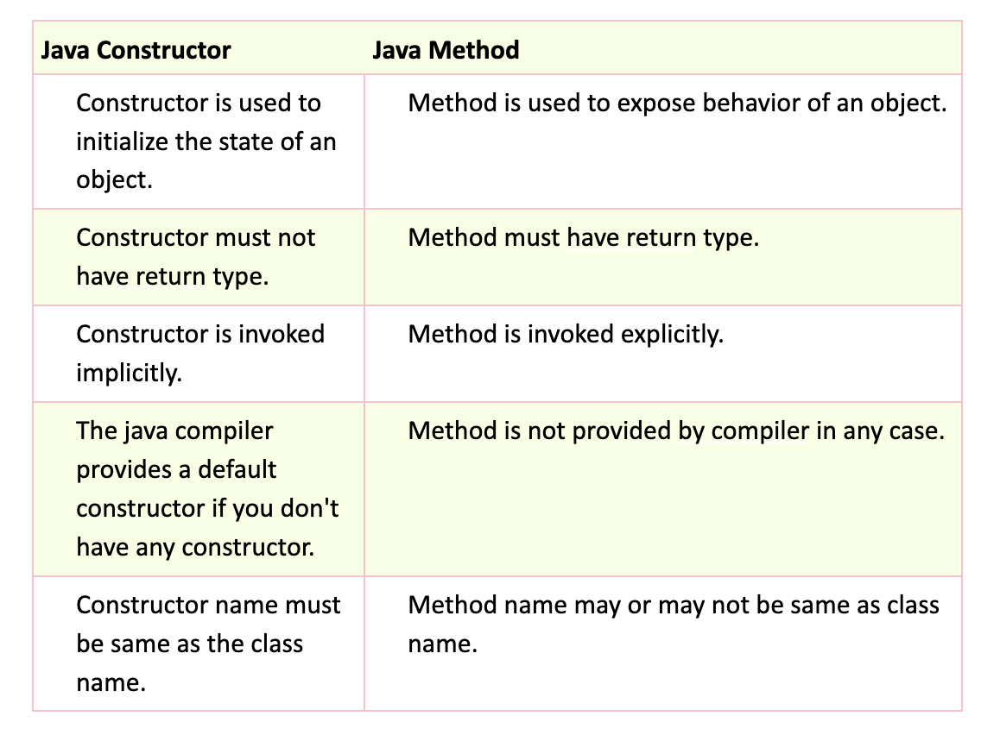 Java Constructor
Java Method
Constructor is used to
initialize the state of an
object.
Method is used to expose behavior of an object.
Constructor must not
have return type.
Method must have return type.
Constructor is invoked
implicitly.
Method is invoked explicitly.
The java compiler
provides a default
constructor if you don't
have any constructor.
Method is not provided by compiler in any case.
Constructor name must
be same as the class
name.
Method name may or may not be same as class
name.